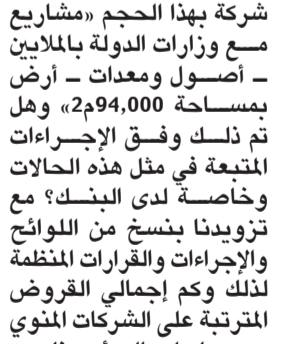 شركة بهذا الحجم «مشاريع
مع وزارات الدولة بالملايين
– أصول ومعدات – أرض
بمساحة 94,000م2» وهل
تم ذلك وفق الإجراءات
المتبعة في مثل هذه الحالات
وخاصة لدى البنك؟ مع
تزويدنا بنسخ من اللوائح
والإجراءات والقرارات المنظمة
لذلك وكم إجمالي القروض
المترتبة على الشركات المنوي